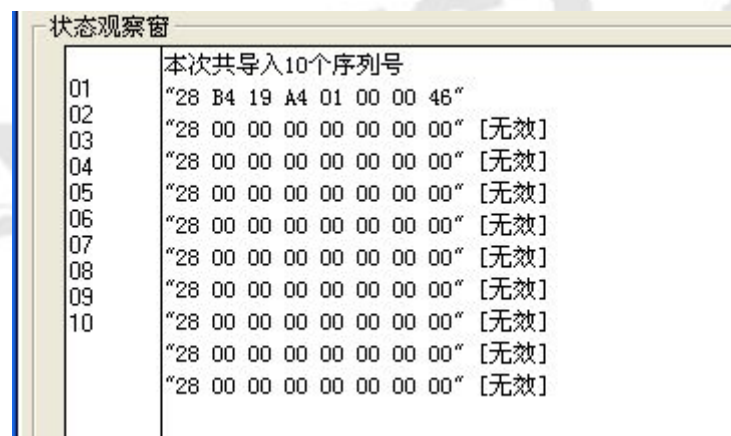 状态观察窗
本次共导入10个序列号
01 "28 B4 19 A4 01 00 00 46"
02 "28 00 00 00 00 00 00 00" [无效]
03 "28 00 00 00 00 00 00 00" [无效]
04 "28 00 00 00 00 00 00 00" [无效]
05 "28 00 00 00 00 00 00 00" [无效]
06 "28 00 00 00 00 00 00 00" [无效]
07 "28 00 00 00 00 00 00 00" [无效]
08 "28 00 00 00 00 00 00 00" [无效]
09 "28 00 00 00 00 00 00 00" [无效]
10 "28 00 00 00 00 00 00 00" [无效]